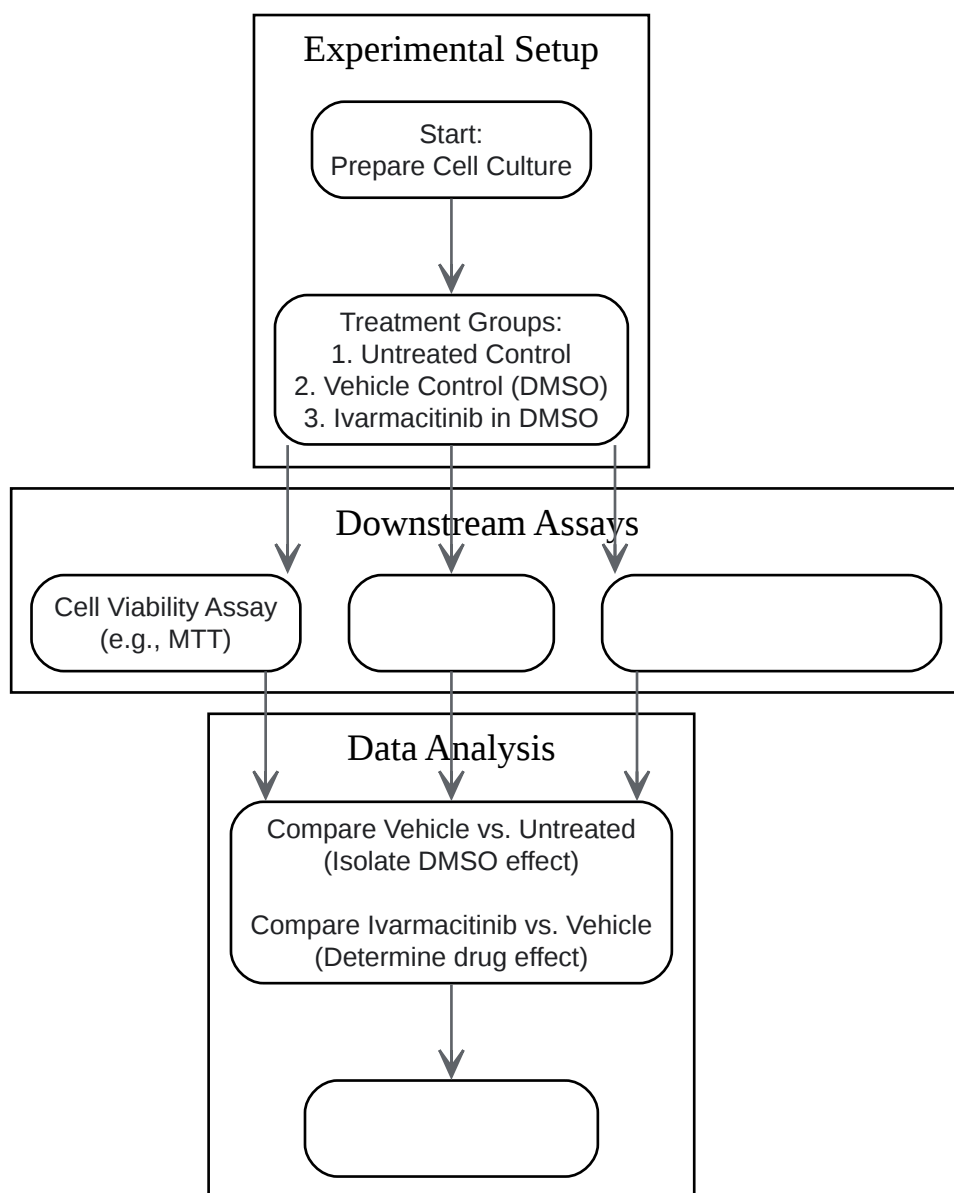 Experimental Setup
Start:
Prepare Cell Culture
Treatment Groups:
1. Untreated Control
2. Vehicle Control (DMSO)
3. Ivarmacitinib in DMSO
Downstream Assays
Cell Viability Assay
(e.g., MTT)
Data Analysis
Compare Vehicle vs. Untreated
(Isolate DMSO effect)
Compare Ivarmacitinib vs. Vehicle
(Determine drug effect)